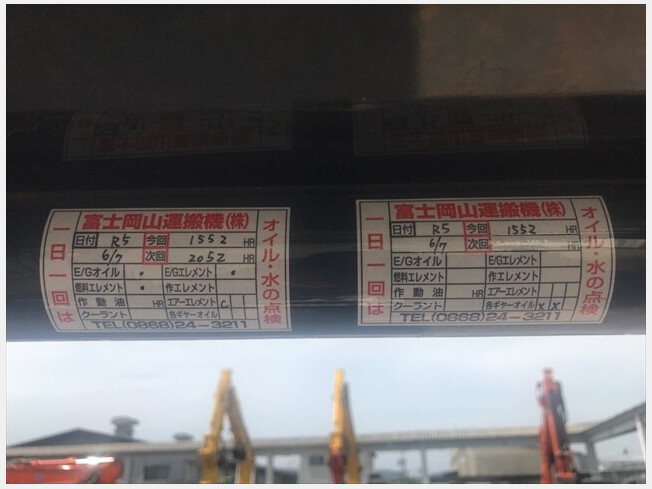 富士岡山運搬機(株)
一日一回は
オイル・水の点検
日付 R5 今回 1552 HR
6/7 次回 2052 HR
E/Gオイル ・ E/Gエレメント ・
燃料エレメント ・ 作エレメント
作動油 HR エアーエレメント C
クーラント 各ギヤーオイル
TEL(0868)24-3211
富士岡山運搬機(株)
一日一回は
オイル・水の点検
日付 R5 今回 1552 HR
6/7 次回 HR
E/Gオイル E/Gエレメント
燃料エレメント 作エレメント
作動油 HR エアーエレメント
クーラント 各ギヤーオイル X X
TEL(0868)24-3211